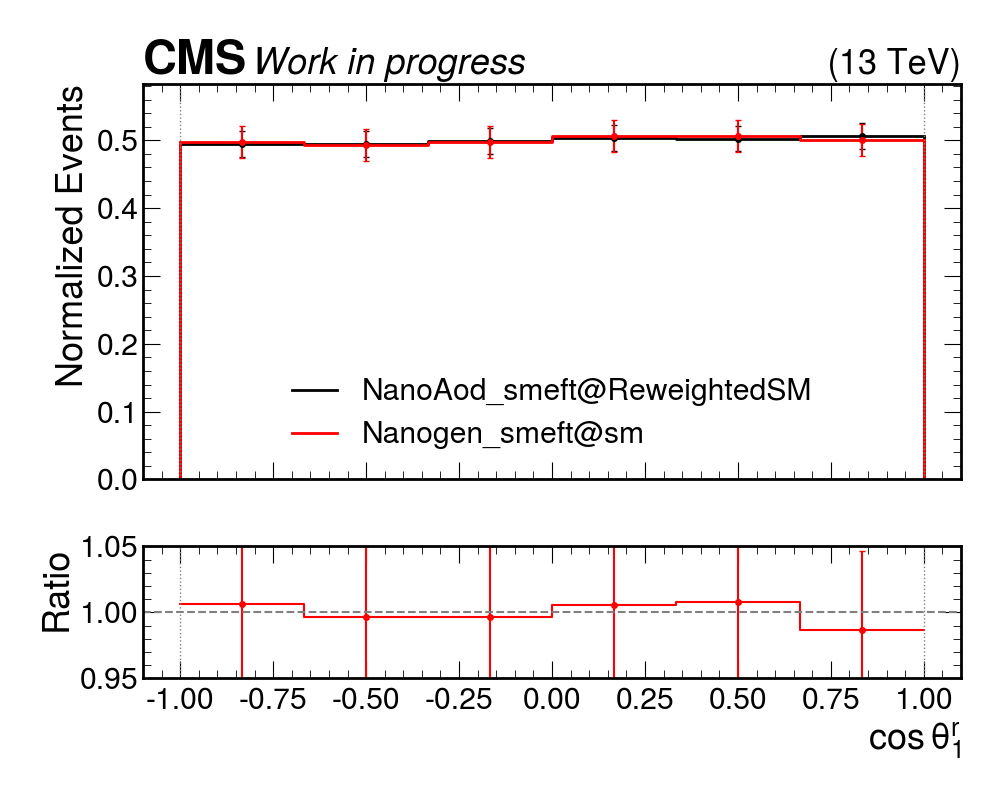 CMS Work in progress (13 TeV)
Normalized Events
0.5
0.4
0.3
0.2
0.1
0.0
NanoAod_smeft@ReweightedSM
Nanogen_smeft@sm
Ratio
1.05
1.00
0.95
-1.00 -0.75 -0.50 -0.25 0.00 0.25 0.50 0.75 1.00
cos θ₁ʳ